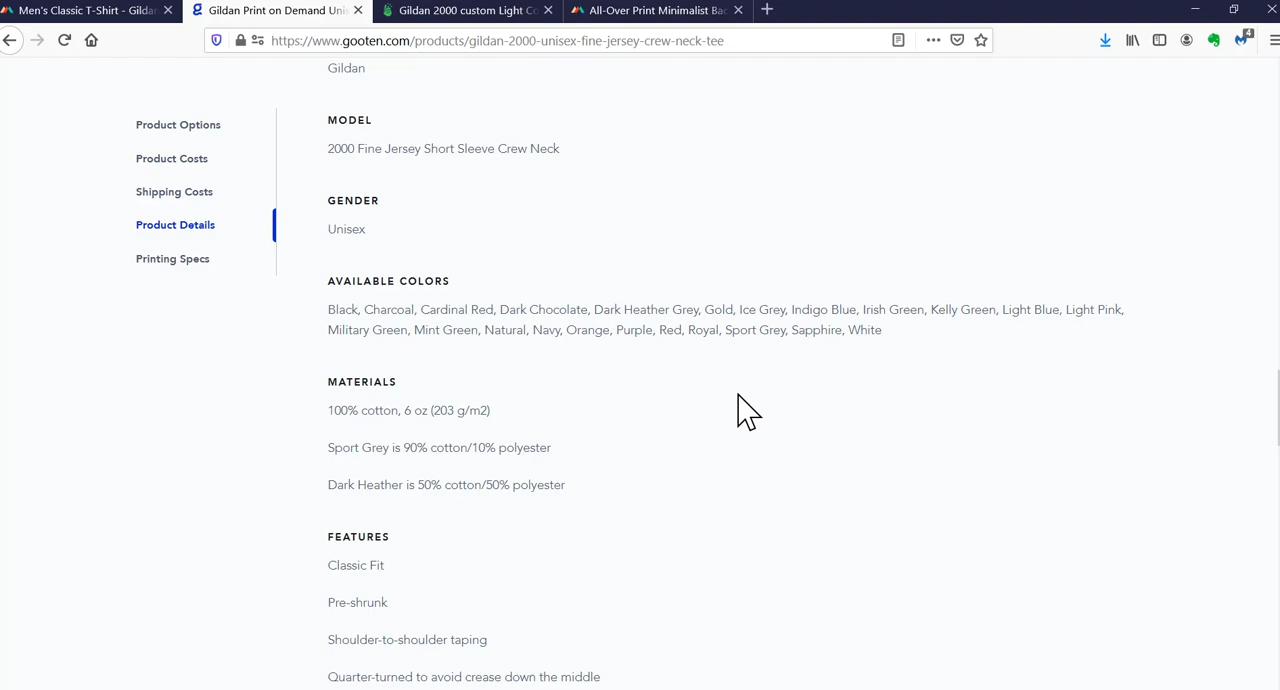 Men's Classic T-Shirt - Gildan
Gildan Print on Demand Unis
Gildan 2000 custom Light Co
All-Over Print Minimalist Bac
https://www.gooten.com/products/gildan-2000-unisex-fine-jersey-crew-neck-tee
4
Gildan
Product Options
Product Costs
Shipping Costs
Product Details
Printing Specs
MODEL
2000 Fine Jersey Short Sleeve Crew Neck
GENDER
Unisex
AVAILABLE COLORS
Black, Charcoal, Cardinal Red, Dark Chocolate, Dark Heather Grey, Gold, Ice Grey, Indigo Blue, Irish Green, Kelly Green, Light Blue, Light Pink,
Military Green, Mint Green, Natural, Navy, Orange, Purple, Red, Royal, Sport Grey, Sapphire, White
MATERIALS
100% cotton, 6 oz (203 g/m2)
Sport Grey is 90% cotton/10% polyester
Dark Heather is 50% cotton/50% polyester
FEATURES
Classic Fit
Pre-shrunk
Shoulder-to-shoulder taping
Quarter-turned to avoid crease down the middle